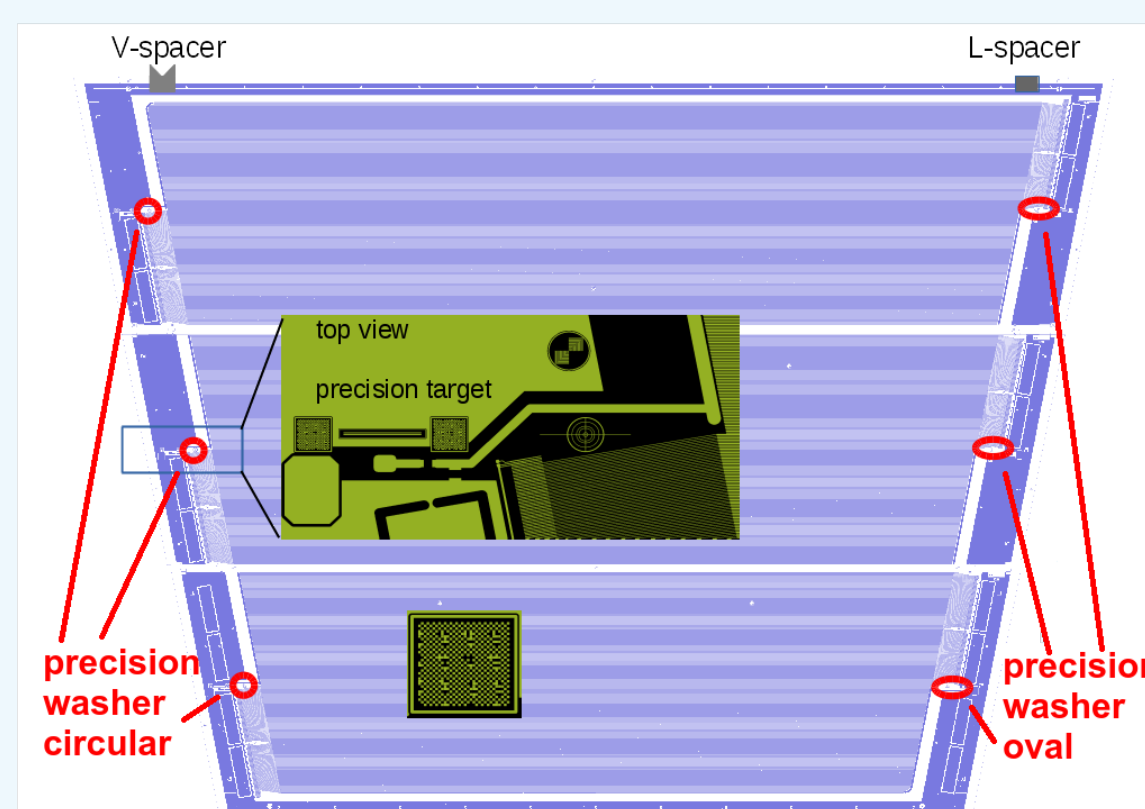 V-spacer
L-spacer
top view
precision target
precision
washer
circular
precision
washer
oval